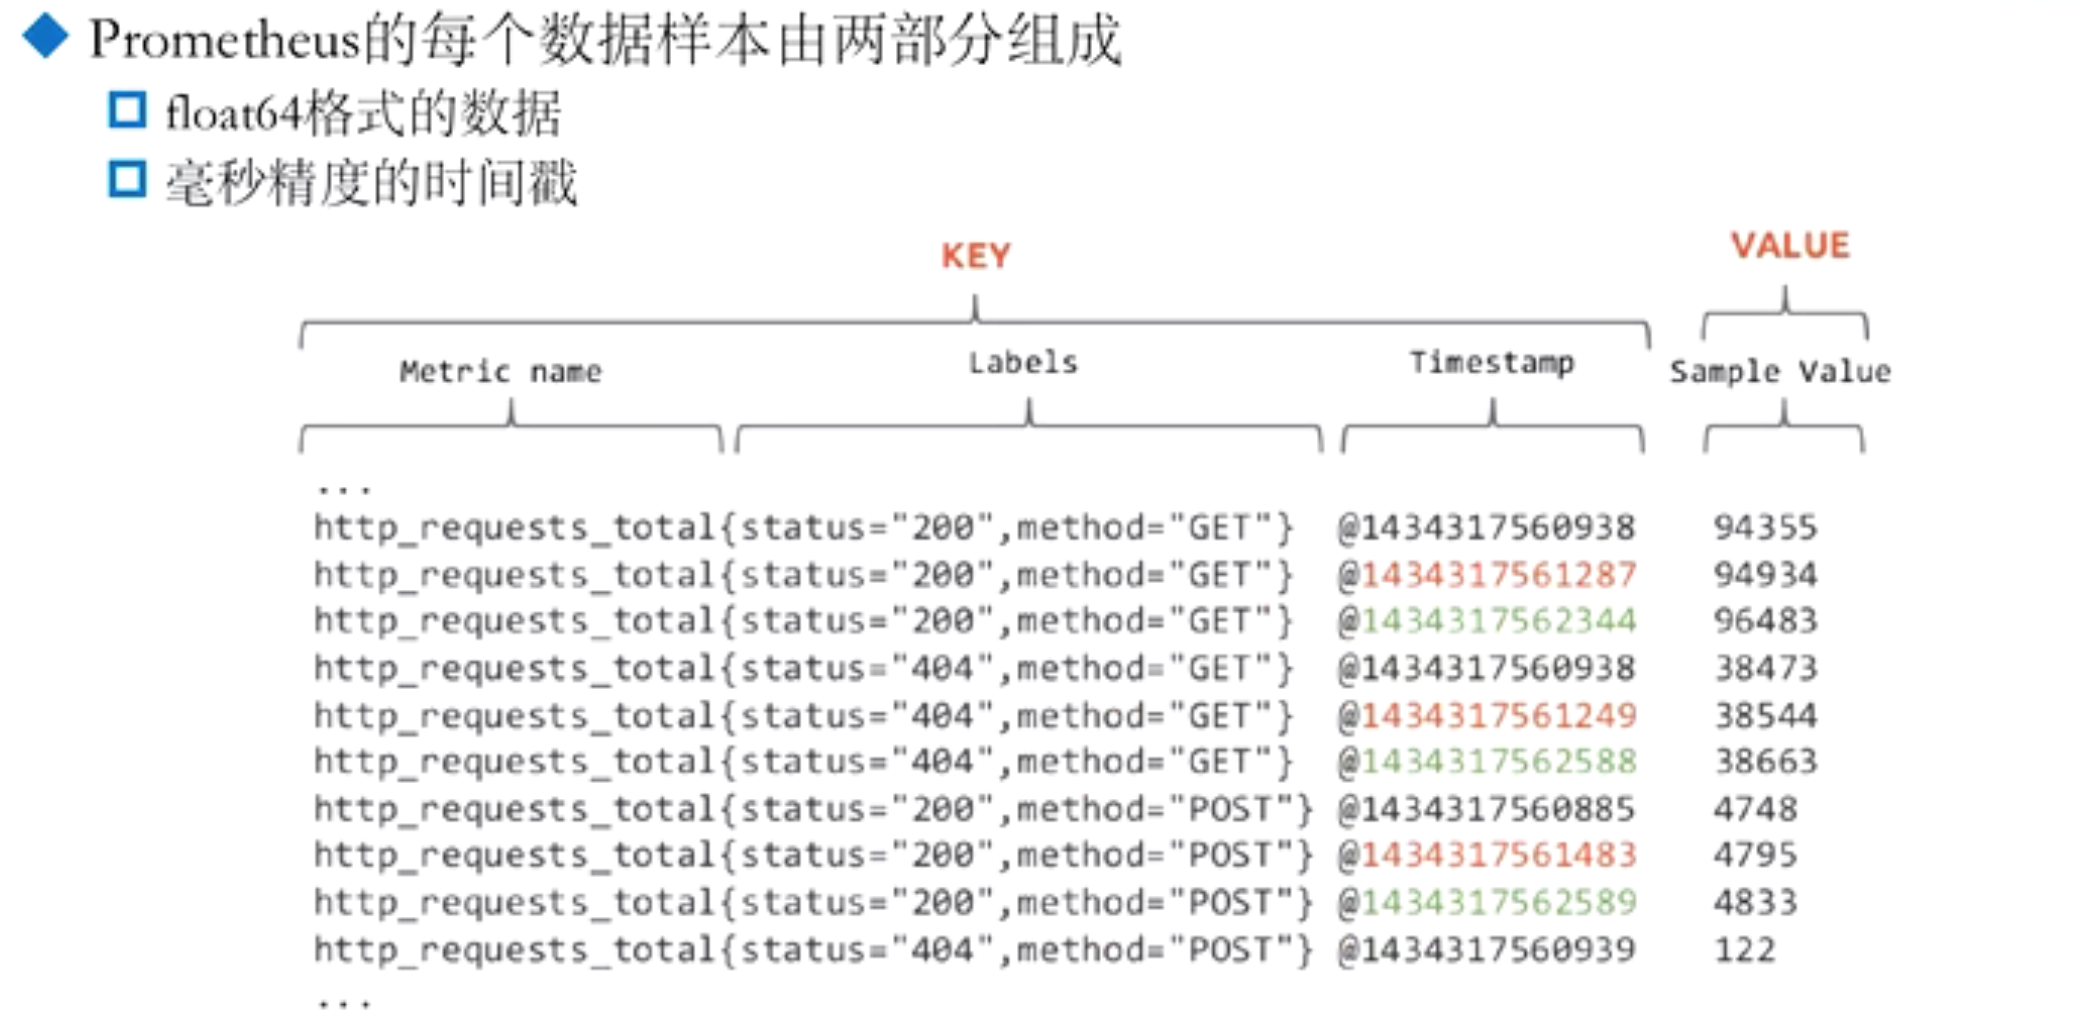 Prometheus的每个数据样本由两部分组成
float64格式的数据
毫秒精度的时间戳
KEY VALUE
Metric name Labels Timestamp Sample Value
...
http_requests_total{status="200",method="GET"} @1434317560938 94355
http_requests_total{status="200",method="GET"} @1434317561287 94934
http_requests_total{status="200",method="GET"} @1434317562344 96483
http_requests_total{status="404",method="GET"} @1434317560938 38473
http_requests_total{status="404",method="GET"} @1434317561249 38544
http_requests_total{status="404",method="GET"} @1434317562588 38663
http_requests_total{status="200",method="POST"} @1434317560885 4748
http_requests_total{status="200",method="POST"} @1434317561483 4795
http_requests_total{status="200",method="POST"} @1434317562589 4833
http_requests_total{status="404",method="POST"} @1434317560939 122
...